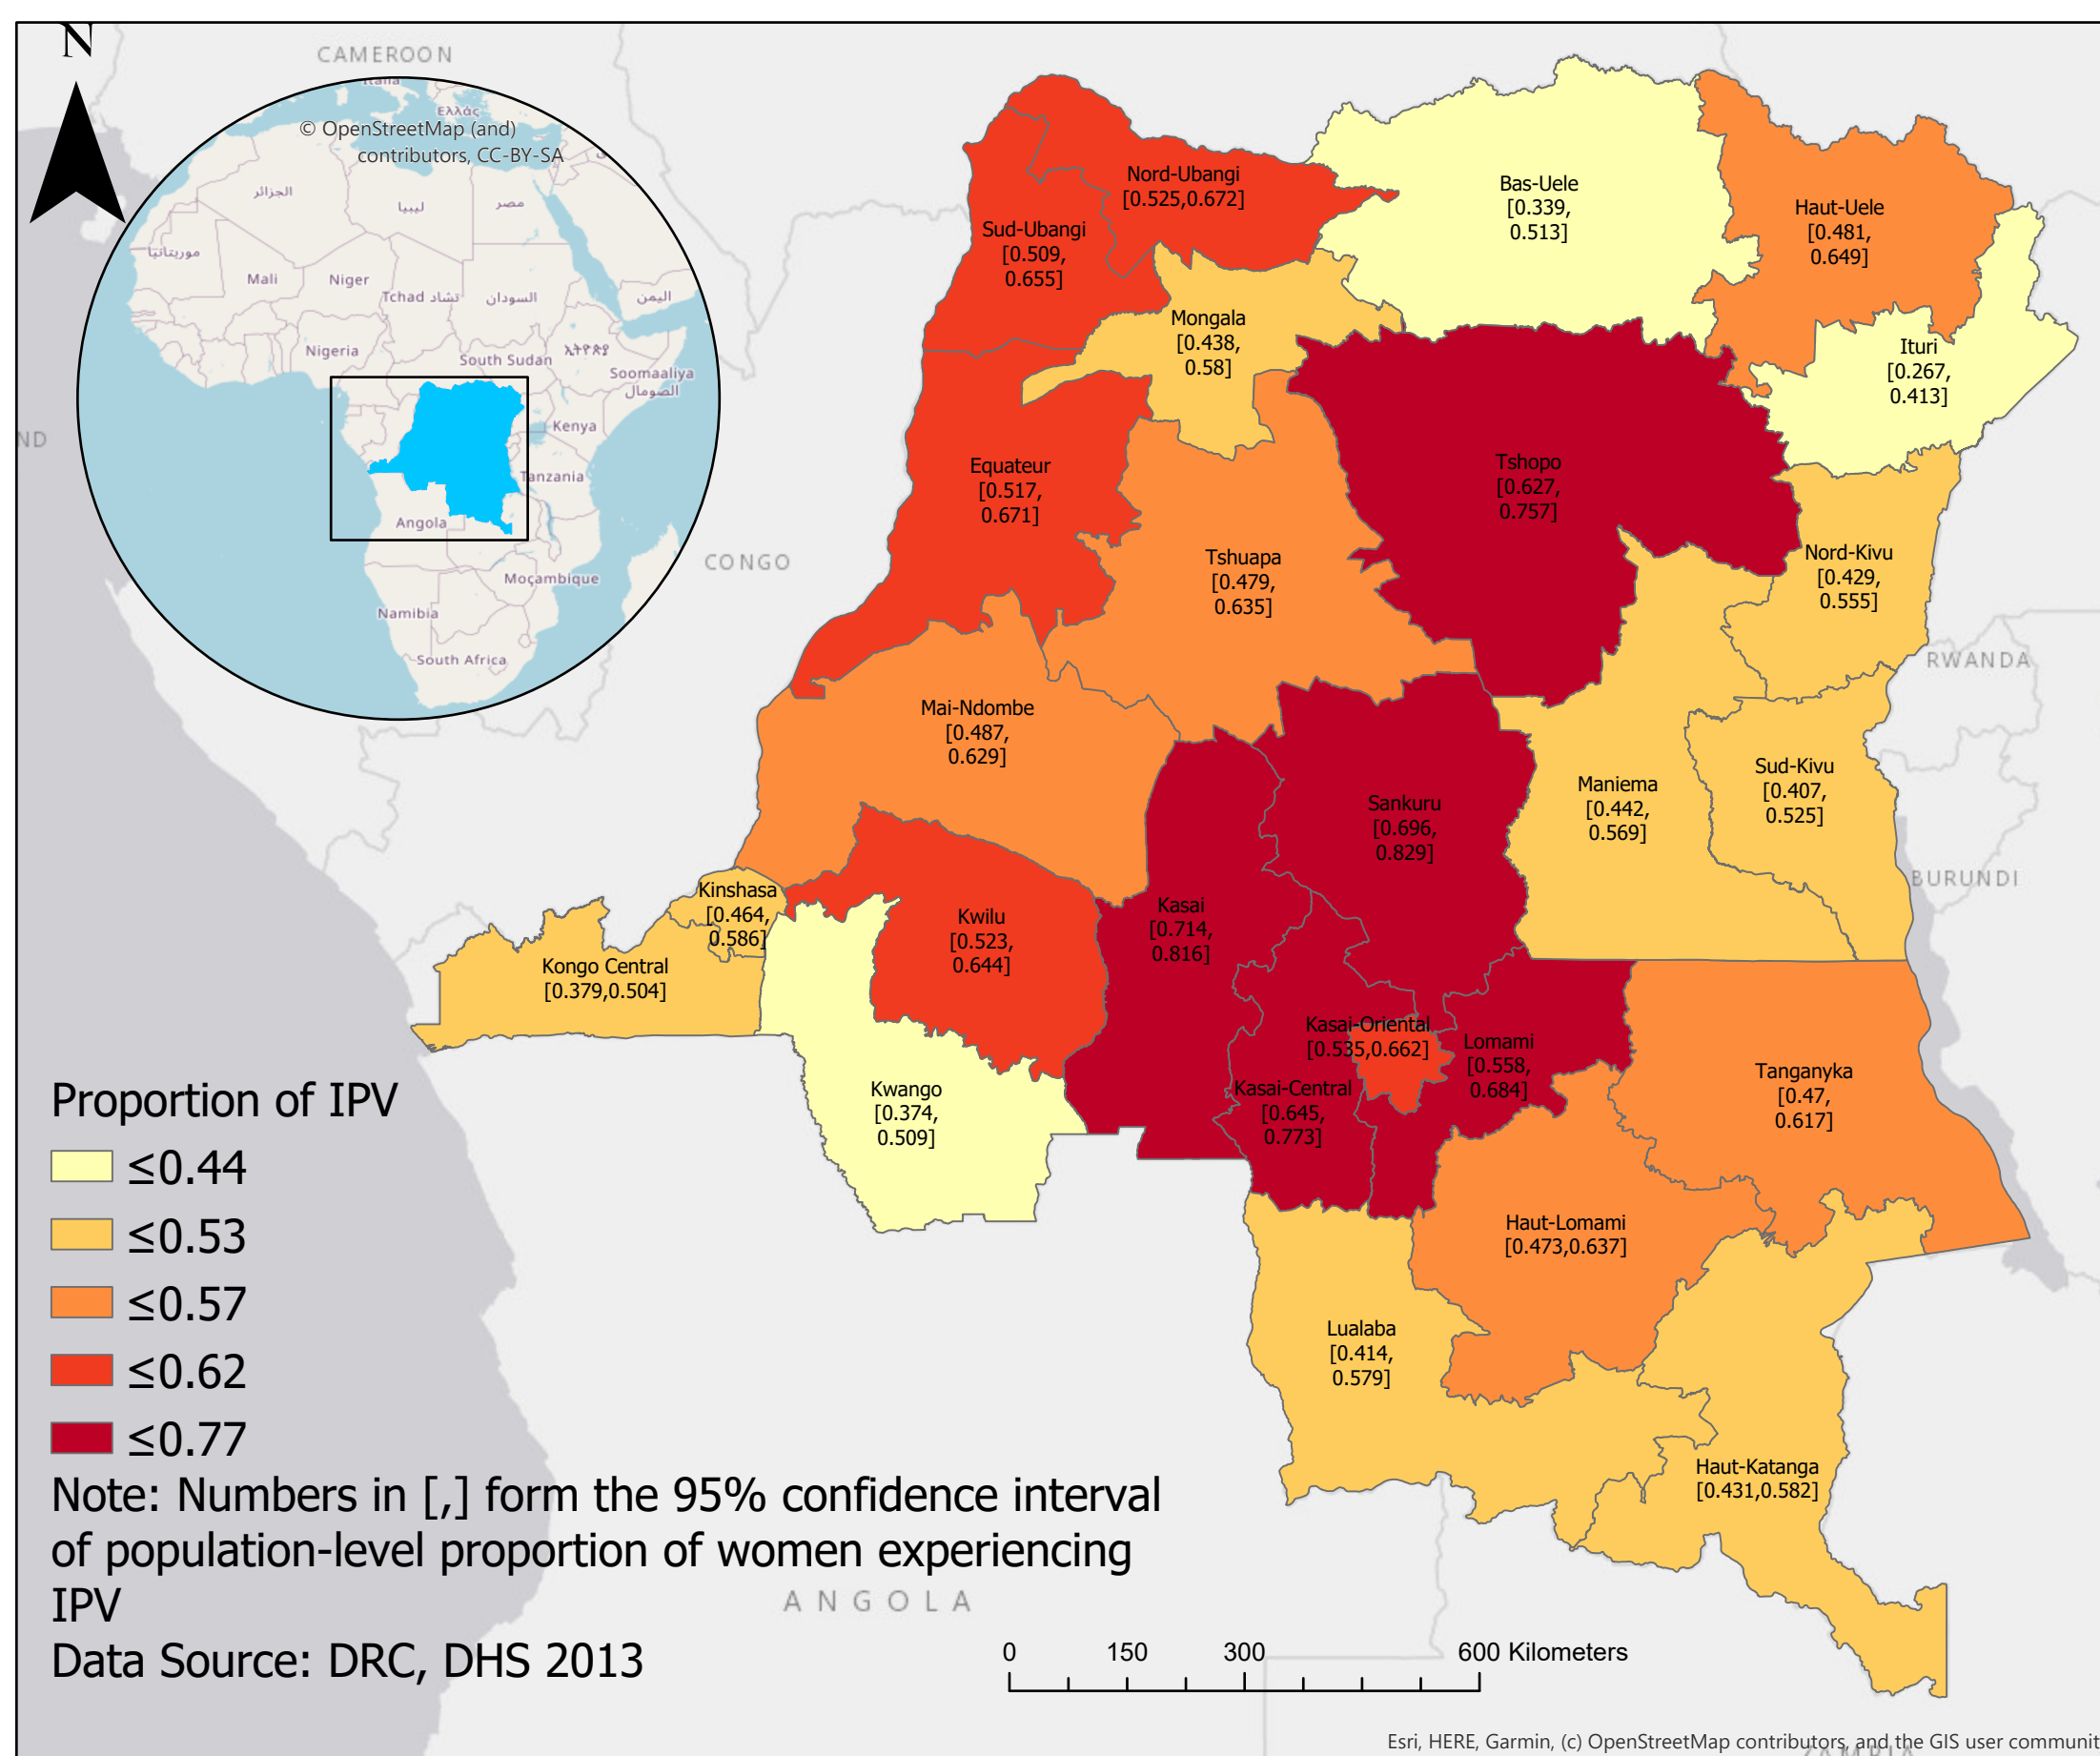 N
CAMEROON
Italia
Ελλάς
© OpenStreetMap (and)
contributors, CC-BY-SA
الجزائر
ليبيا
مصر
موريتانيا
Mali
Niger
Tchad تشاد
السودان
اليمن
Nigeria
South Sudan
ኢትዮጵያ
Soomaaliya
الصومال
Kenya
Tanzania
Angola
Moçambique
Namibia
South Africa
ND
CONGO
RWANDA
BURUNDI
ANGOLA
ZAMBIA
Nord-Ubangi
[0.525,0.672]
Sud-Ubangi
[0.509,
0.655]
Bas-Uele
[0.339,
0.513]
Haut-Uele
[0.481,
0.649]
Mongala
[0.438,
0.58]
Ituri
[0.267,
0.413]
Equateur
[0.517,
0.671]
Tshopo
[0.627,
0.757]
Tshuapa
[0.479,
0.635]
Nord-Kivu
[0.429,
0.555]
Mai-Ndombe
[0.487,
0.629]
Sankuru
[0.696,
0.829]
Maniema
[0.442,
0.569]
Sud-Kivu
[0.407,
0.525]
Kinshasa
[0.464,
0.586]
Kongo Central
[0.379,0.504]
Kwilu
[0.523,
0.644]
Kasai
[0.714,
0.816]
Kasai-Oriental
[0.535,0.662]
Lomami
[0.558,
0.684]
Kasai-Central
[0.645,
0.773]
Kwango
[0.374,
0.509]
Tanganyka
[0.47,
0.617]
Haut-Lomami
[0.473,0.637]
Lualaba
[0.414,
0.579]
Haut-Katanga
[0.431,0.582]
Proportion of IPV
≤0.44
≤0.53
≤0.57
≤0.62
≤0.77
Note: Numbers in [,] form the 95% confidence interval
of population-level proportion of women experiencing
IPV
Data Source: DRC, DHS 2013
0 150 300 600 Kilometers
Esri, HERE, Garmin, (c) OpenStreetMap contributors, and the GIS user communit